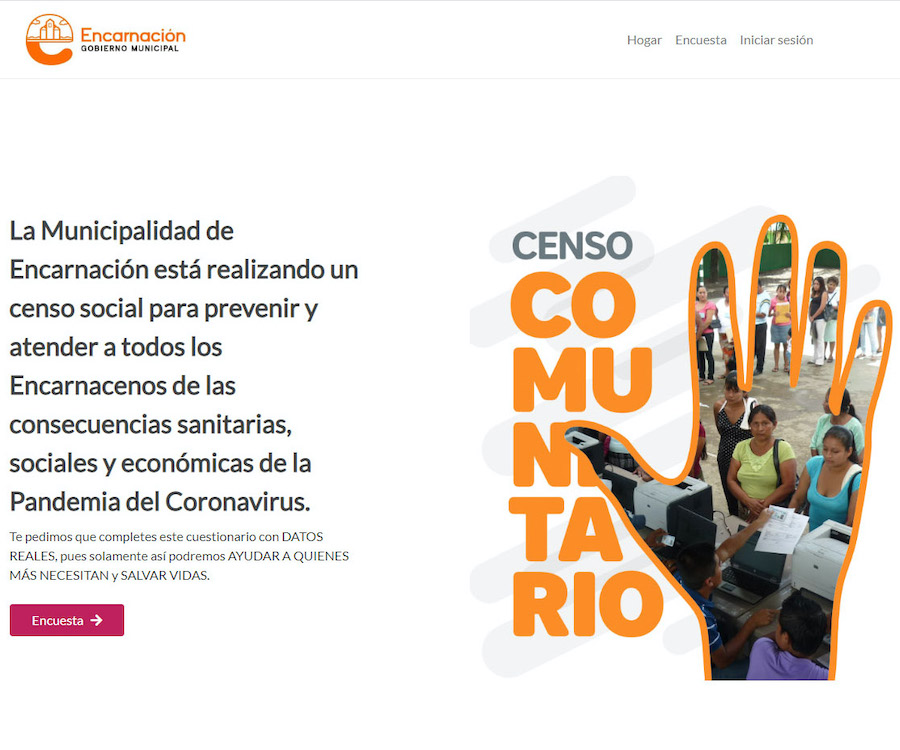 Encarnación
GOBIERNO MUNICIPAL
Hogar Encuesta Iniciar sesión
La Municipalidad de
Encarnación está realizando un
censo social para prevenir y
atender a todos los
Encarnacenos de las
consecuencias sanitarias,
sociales y económicas de la
Pandemia del Coronavirus.
Te pedimos que completes este cuestionario con DATOS
REALES, pues solamente así podremos AYUDAR A QUIENES
MÁS NECESITAN y SALVAR VIDAS.
Encuesta
CENSO
CO
MU
NI
TA
RIO